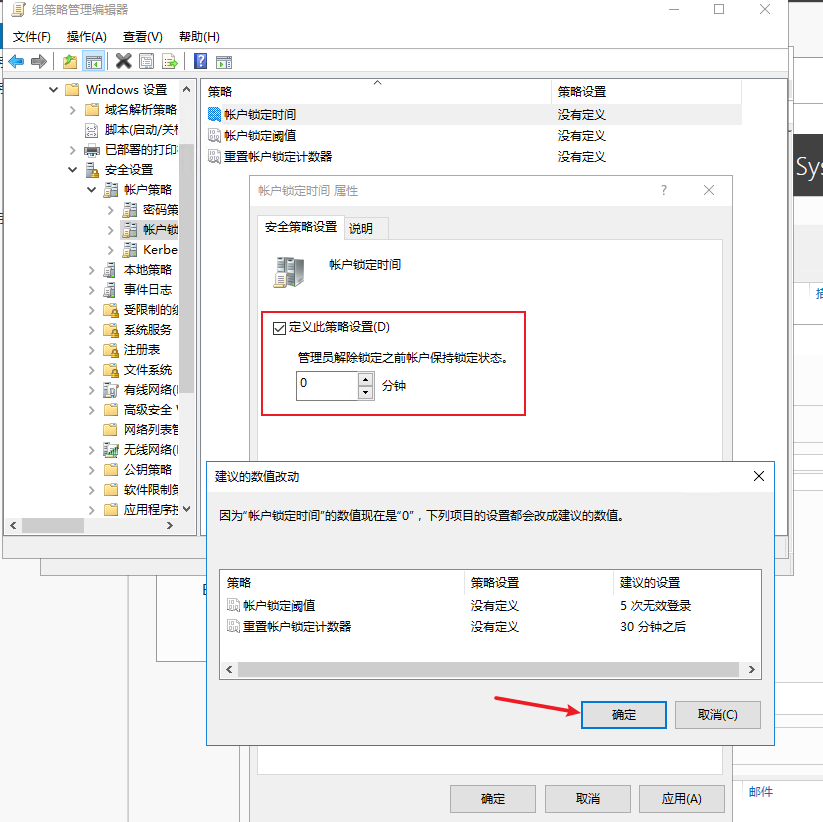 组策略管理编辑器
文件(F) 操作(A) 查看(V) 帮助(H)
Windows 设置
域名解析策略
脚本(启动/关机
已部署的打印
安全设置
帐户策略
密码策
帐户锁
Kerbe
本地策略
事件日志
受限制的组
系统服务
注册表
文件系统
有线网络(I
高级安全 W
网络列表管
无线网络(I
公钥策略
软件限制策
应用程序控
策略 策略设置
帐户锁定时间 没有定义
帐户锁定阈值 没有定义
重置帐户锁定计数器 没有定义
帐户锁定时间 属性
安全策略设置 说明
帐户锁定时间
定义此策略设置(D)
管理员解除锁定之前帐户保持锁定状态。
0 分钟
建议的数值改动
因为“帐户锁定时间”的数值现在是“0”，下列项目的设置都会改成建议的数值。
策略 策略设置 建议的设置
帐户锁定阈值 没有定义 5 次无效登录
重置帐户锁定计数器 没有定义 30 分钟之后
确定 取消(C)
确定 取消 应用(A)
Sys
邮件